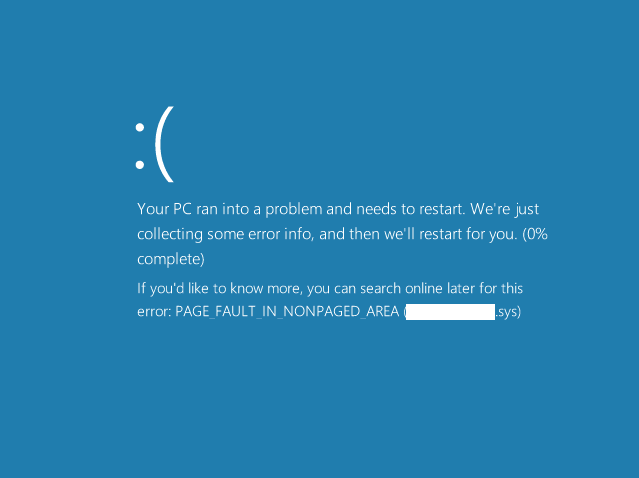 :(
Your PC ran into a problem and needs to restart. We're just
collecting some error info, and then we'll restart for you. (0%
complete)
If you'd like to know more, you can search online later for this
error: PAGE_FAULT_IN_NONPAGED_AREA (.sys)